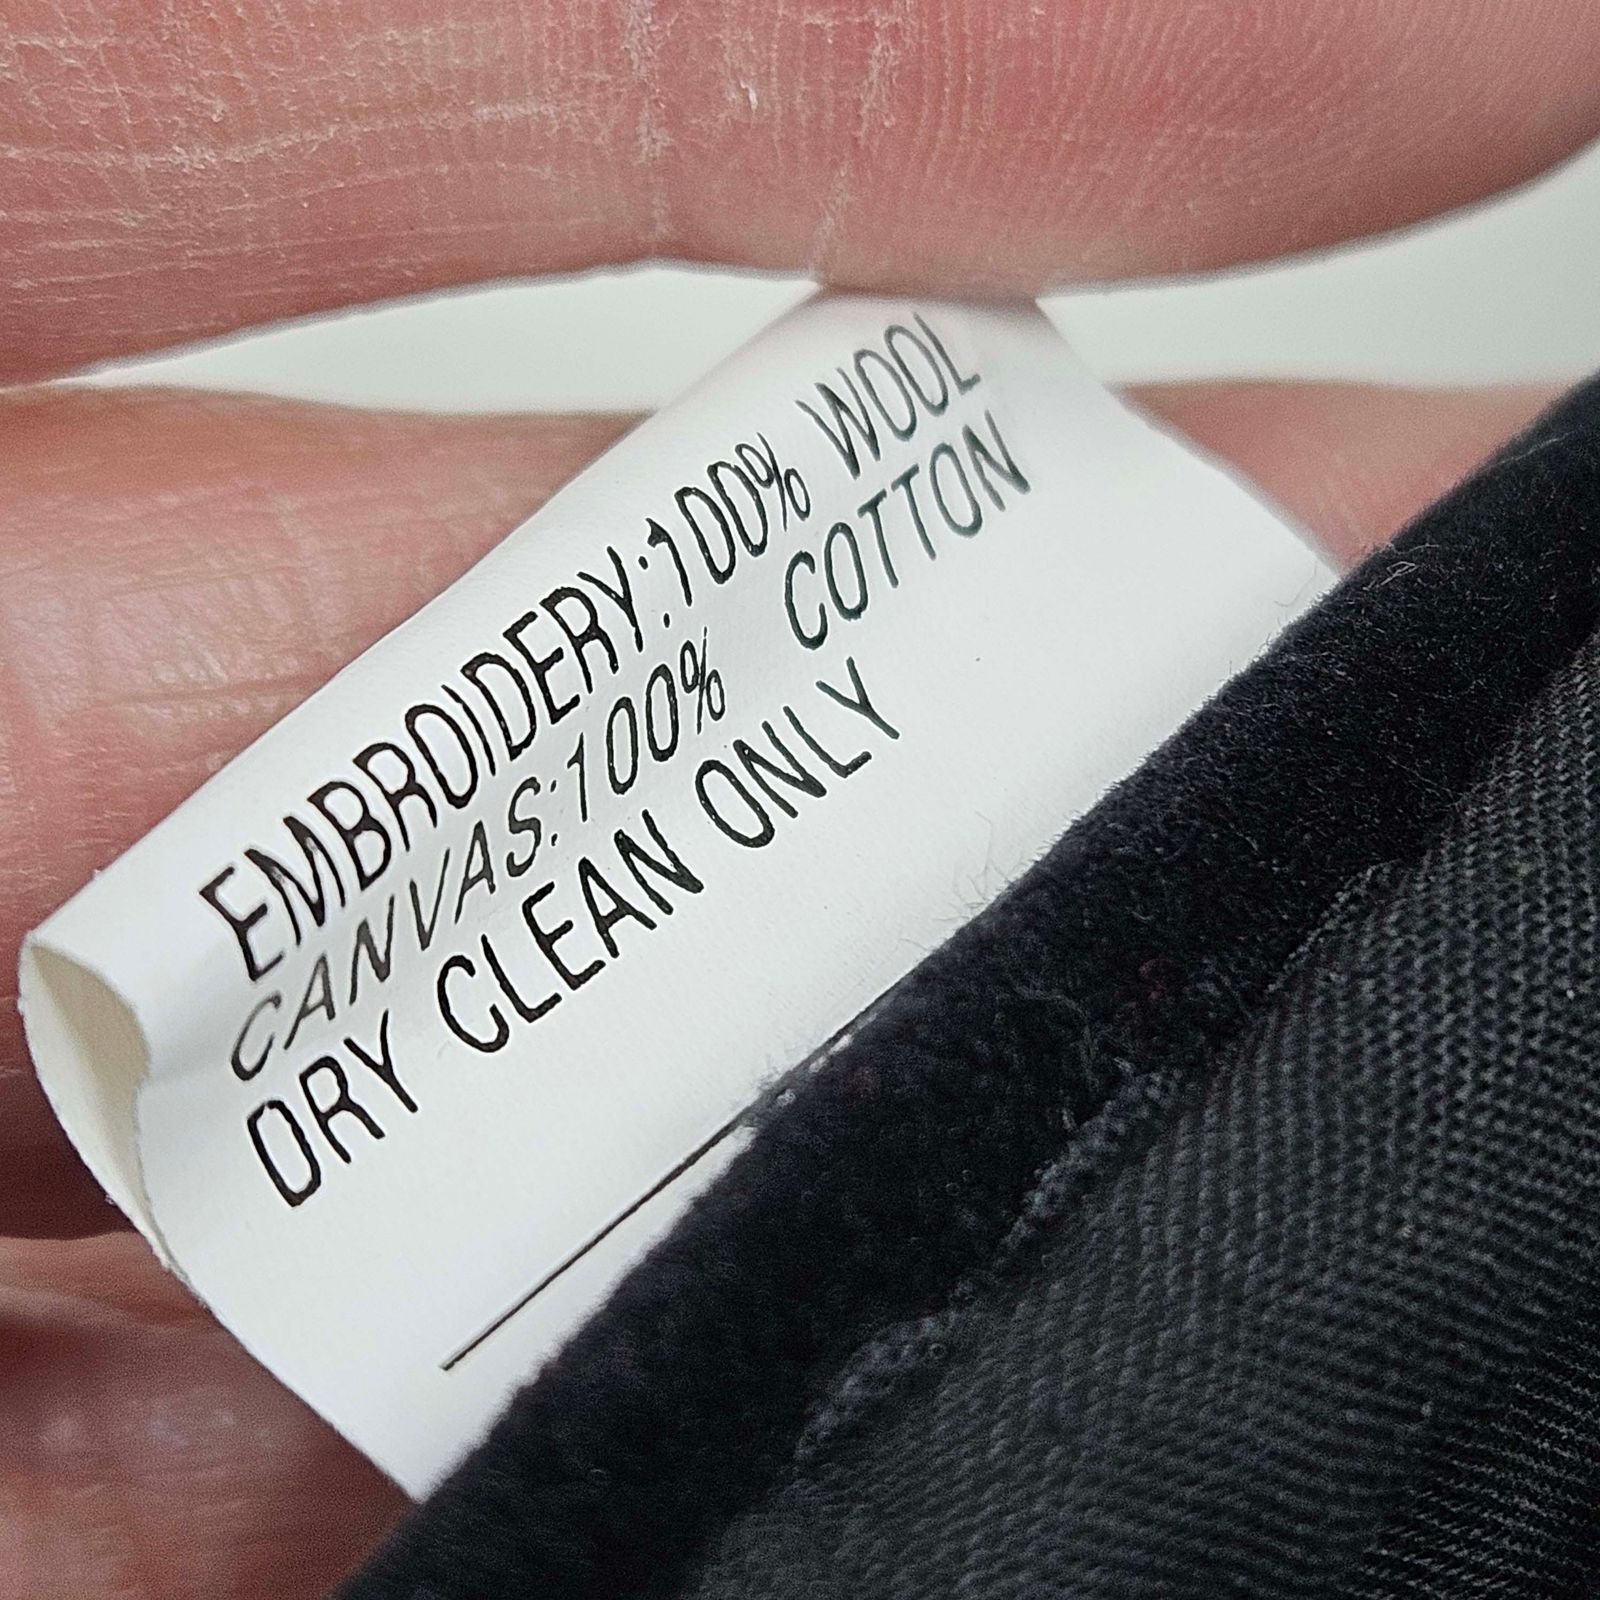 EMBROIDERY:100% WOOL
CANVAS:100% COTTON
DRY CLEAN ONLY